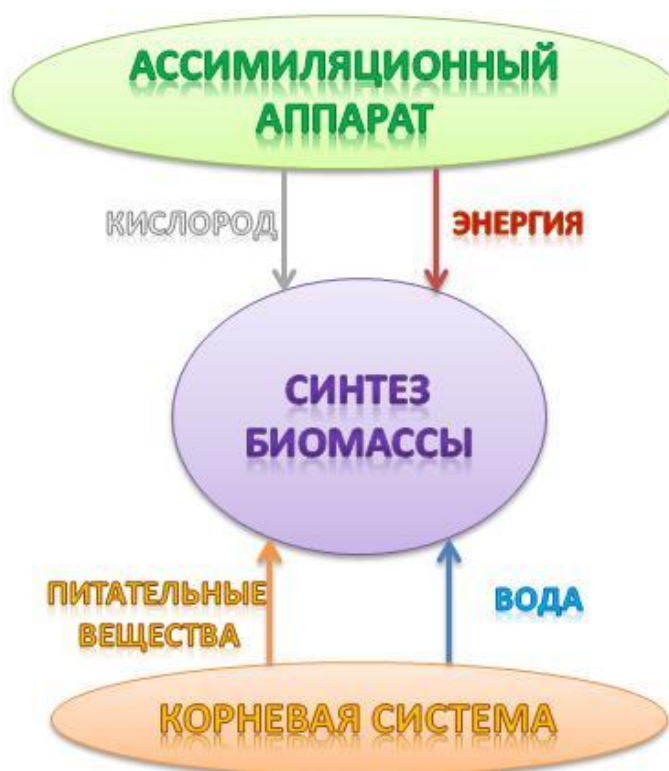 АССИМИЛЯЦИОННЫЙ
АППАРАТ
КИСЛОРОД
ЭНЕРГИЯ
СИНТЕЗ
БИОМАССЫ
ПИТАТЕЛЬНЫЕ
ВЕЩЕСТВА
ВОДА
КОРНЕВАЯ СИСТЕМА